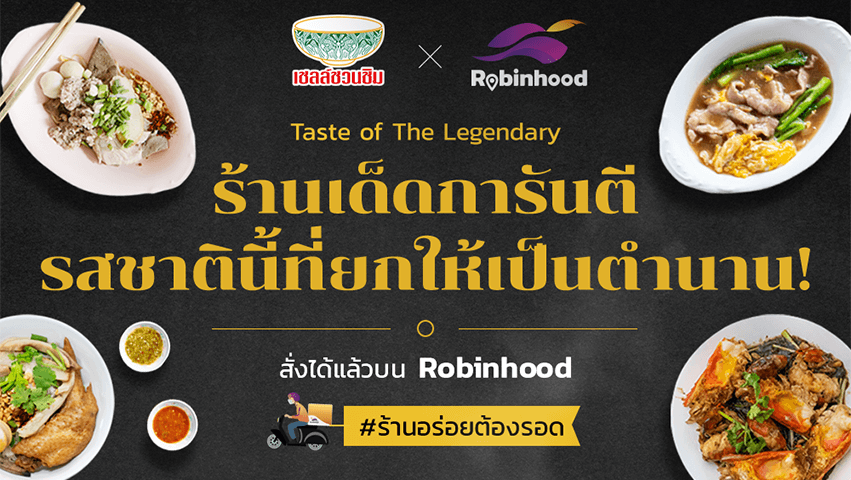 เชลล์ชวนชิม
Robinhood
Taste of The Legendary
ร้านเด็ดการันตี
รสชาตินี้ที่ยกให้เป็นตำนาน!
สั่งได้แล้วบน Robinhood
#ร้านอร่อยต้องรอด